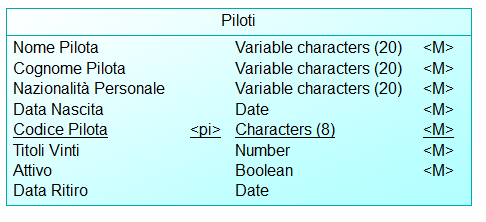 Piloti
Nome Pilota Variable characters (20) <M>
Cognome Pilota Variable characters (20) <M>
Nazionalità Personale Variable characters (20) <M>
Data Nascita Date <M>
Codice Pilota <pi> Characters (8) <M>
Titoli Vinti Number <M>
Attivo Boolean <M>
Data Ritiro Date